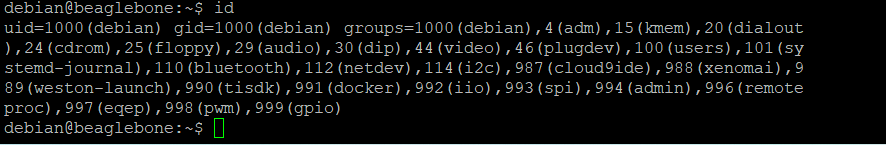 debian@beaglebone:~$ id
uid=1000(debian) gid=1000(debian) groups=1000(debian),4(adm),15(kmem),20(dialout
),24(cdrom),25(floppy),29(audio),30(dip),44(video),46(plugdev),100(users),101(sy
stemd-journal),110(bluetooth),112(netdev),114(i2c),987(cloud9ide),988(xenomai),9
89(weston-launch),990(tisdk),991(docker),992(iio),993(spi),994(admin),996(remote
proc),997(eqep),998(pwm),999(gpio)
debian@beaglebone:~$